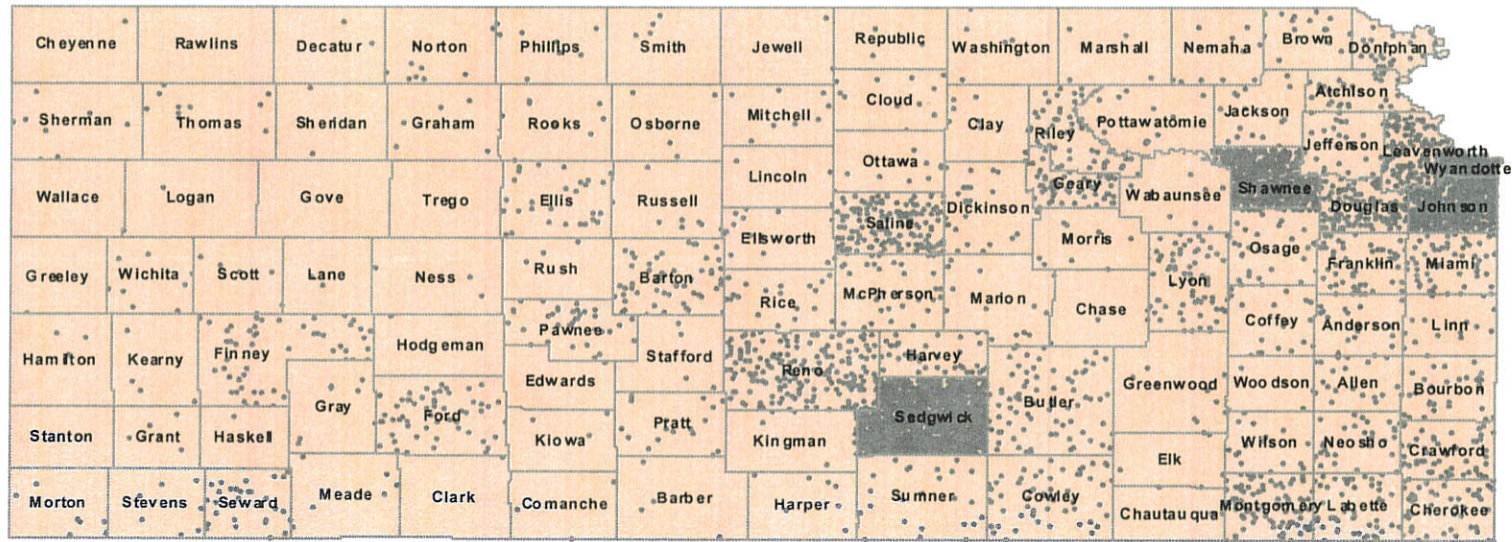 Cheyenne Rawlins Decatur Norton Phillips Smith Jewell Republic Washington Marshall Nemaha Brown Doniphan
Sherman Thomas Sheridan Graham Rooks Osborne Mitchell Cloud Clay Riley Pottawatomie Jackson Atchison
Jefferson Leavenworth
Wyandotte
Wallace Logan Gove Trego Ellis Russell Lincoln Ottawa Geary Wabaunsee Shawnee
Saline Dickinson Douglas Johnson
Greeley Wichita Scott Lane Ness Rush Barton Ellsworth Morris Osage Franklin Miami
Rice McPherson Marion Chase Lyon
Hamilton Kearny Finney Hodgeman Pawnee Stafford Coffey Anderson Linn
Reno Harvey
Gray Ford Edwards Sedgwick Butler Greenwood Woodson Allen Bourbon
Stanton Grant Haskell Kiowa Pratt Kingman Elk Wilson Neosho Crawford
Morton Stevens Seward Meade Clark Comanche Barber Harper Sumner Cowley Chautauqua Montgomery Labette Cherokee